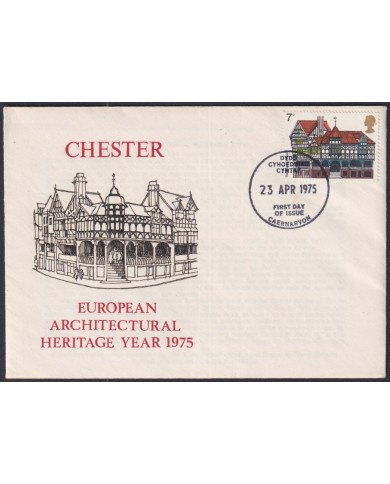 CHESTER
EUROPEAN
ARCHITECTURAL
HERITAGE YEAR 1975
7p
DYDD
CYHOEDDI
CYNTAF
23 APR 1975
FIRST DAY
OF ISSUE
CAERNARVON